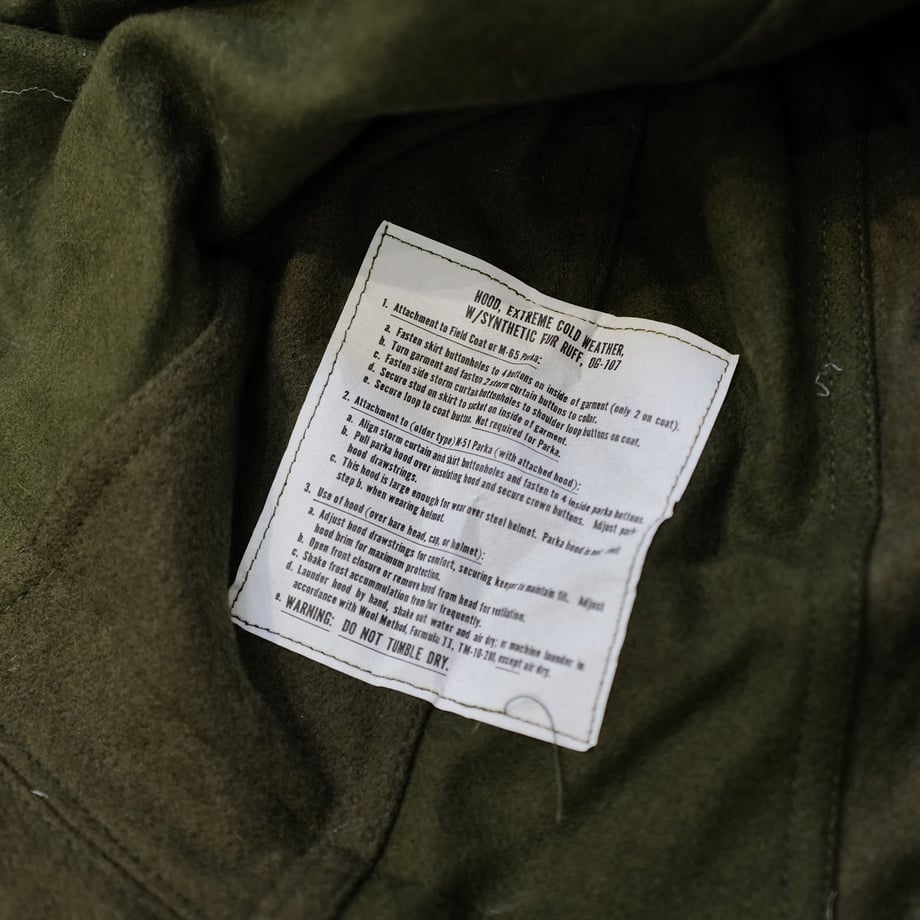 HOOD, EXTREME COLD WEATHER,
W/SYNTHETIC FUR RUFF, OG-107
1. Attachment to Field Coat or M-65 Parka:
a. Fasten skirt buttonholes to 4 buttons on inside of garment (only 2 on coat).
b. Turn garment and fasten 2 storm curtain buttons to collar.
c. Fasten side storm curtain buttonholes to shoulder loop buttons on coat.
d. Secure stud on skirt to socket on inside of garment.
e. Secure loop to coat button. Not required for Parka.
2. Attachment to (older type) M-51 Parka (with attached hood):
a. Align storm curtain and skirt buttonholes and fasten to 4 inside parka buttons.
b. Pull parka hood over insulating hood and secure crown buttons. Adjust park
hood drawstrings.
c. This hood is large enough for wear over steel helmet. Parka hood is
step b. when wearing helmet.
3. Use of hood (over bare head, cap, or helmet):
a. Adjust hood drawstrings for comfort, securing keeper to maintain fit. Adjust
hood brim for maximum protection.
b. Open front closure or remove hood from head for ventilation.
c. Shake frost accummulation from fur frequently.
d. Launder hood by hand, shake out water and air dry; or machine launder in
accordance with Wool Method, Formula II, TM-10-280, except air dry.
e. WARNING: DO NOT TUMBLE DRY.